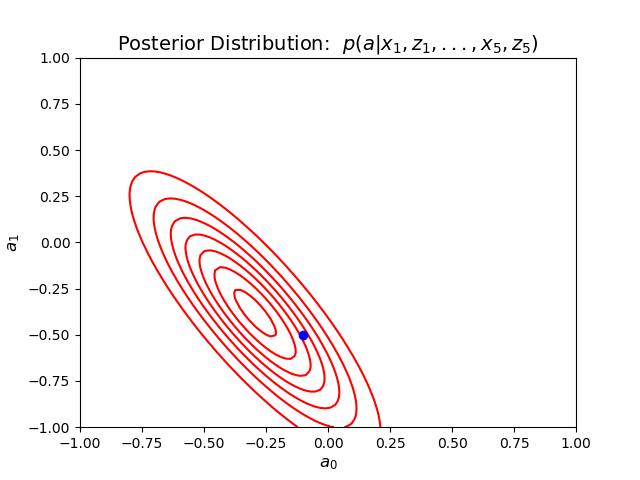 Posterior Distribution: p(a|x₁, z₁, . . . , x₅, z₅)
a₁
1.00
0.75
0.50
0.25
0.00
−0.25
−0.50
−0.75
−1.00
−1.00 −0.75 −0.50 −0.25 0.00 0.25 0.50 0.75 1.00
a₀